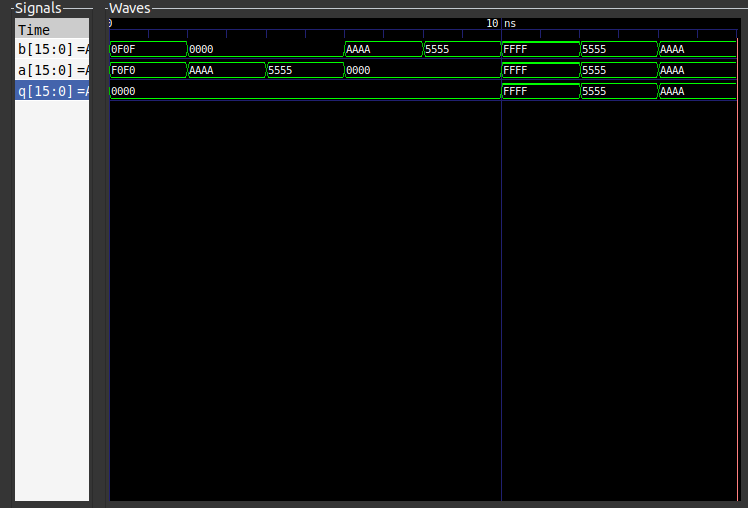 Signals
Waves
Time
0
10 ns
b[15:0] =A
0F0F 0000 AAAA 5555 FFFF 5555 AAAA
a[15:0] =A
F0F0 AAAA 5555 0000 FFFF 5555 AAAA
q[15:0] =A
0000 FFFF 5555 AAAA